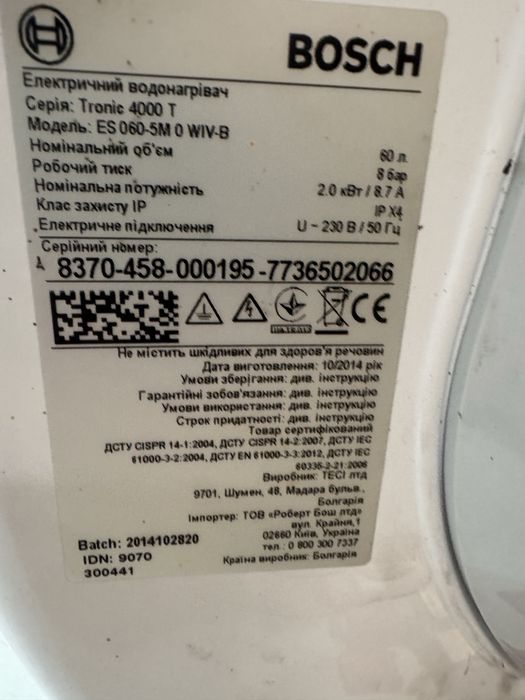 BOSCH
Електричний водонагрівач
Серія: Tronic 4000 T
Модель: ES 060-5M 0 WIV-B
Номінальний об'єм 60 л.
Робочий тиск 8 бар
Номінальна потужність 2.0 кВт / 8.7 А
Клас захисту IP IP X4
Електричне підключення U ~ 230 В / 50 Гц
Серійний номер:
8370-458-000195-7736502066
CE
Не містить шкідливих для здоров'я речовин
Дата виготовлення: 10/2014 рік
Умови зберігання: див. інструкцію
Гарантійні зобов'язання: див. інструкцію
Умови використання: див. інструкцію
Строк придатності: див. інструкцію
Товар сертифікований
ДСТУ CISPR 14-1:2004, ДСТУ CISPR 14-2:2007, ДСТУ IEC
61000-3-2:2004, ДСТУ EN 61000-3-3:2012, ДСТУ IEC
60335-2-21:2006
Виробник: ТЕСІ лтд
9701, Шумен, 48, Мадара бульв.,
Болгарія
Імпортер: ТОВ «Роберт Бош лтд»
вул. Крайня,1
02660 Київ, Україна
тел.: 0 800 300 7337
Країна виробник: Болгарія
Batch: 2014102820
IDN: 9070
300441